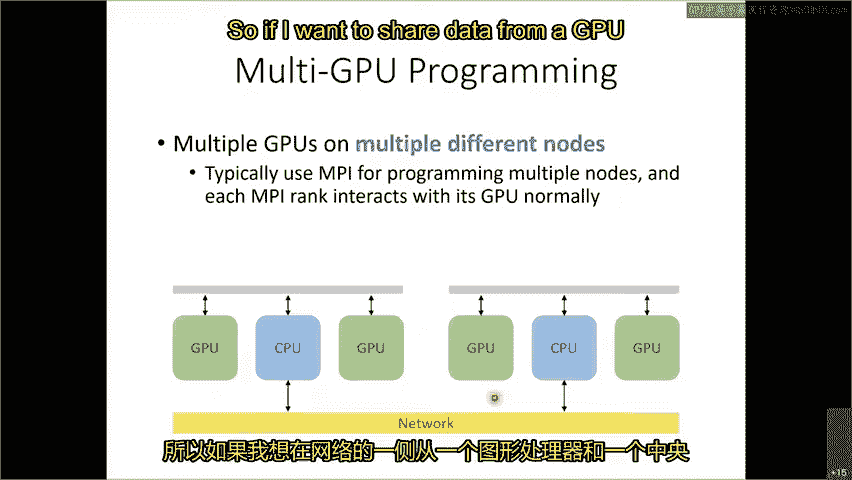 So if I want to share data from a GPU
Multi-GPU Programming
• Multiple GPUs on multiple different nodes
• Typically use MPI for programming multiple nodes, and
each MPI rank interacts with its GPU normally
GPU CPU GPU GPU CPU GPU
Network
所以如果我想在网络的一侧从一个图形处理器和一个中央
+15